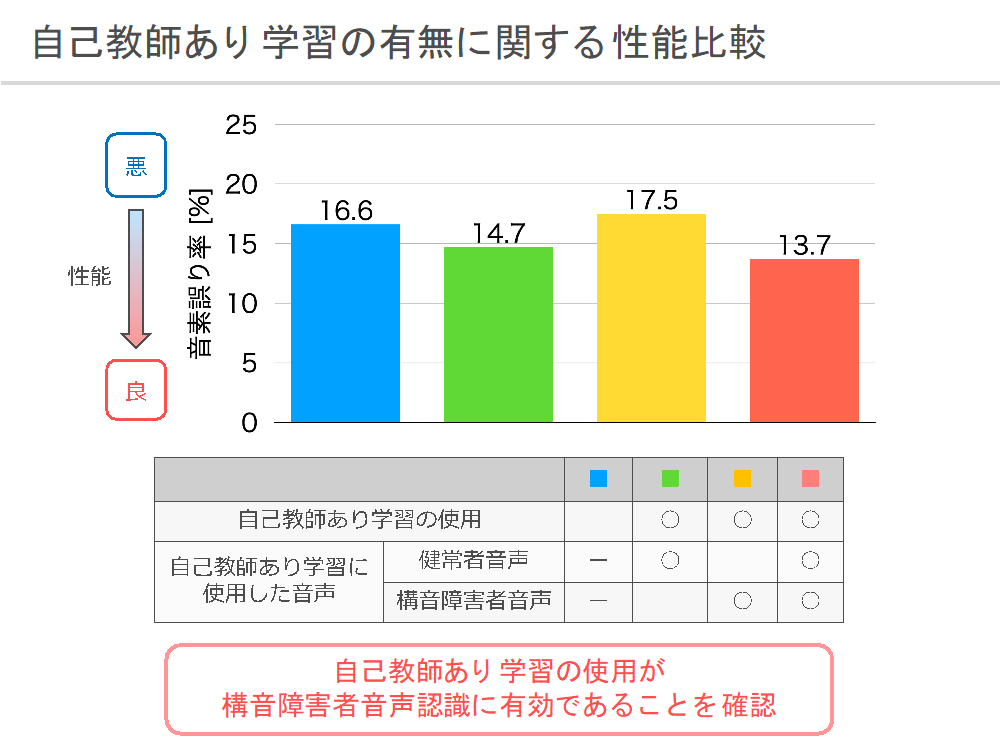 自己教師あり学習の有無に関する性能比較
悪
性能
良
音素誤り率 [%]
25
20
15
10
5
0
16.6
14.7
17.5
13.7
自己教師あり学習の使用 ○ ○ ○
自己教師あり学習に
使用した音声
健常者音声 — ○ ○
構音障害者音声 — ○ ○
自己教師あり学習の使用が
構音障害者音声認識に有効であることを確認